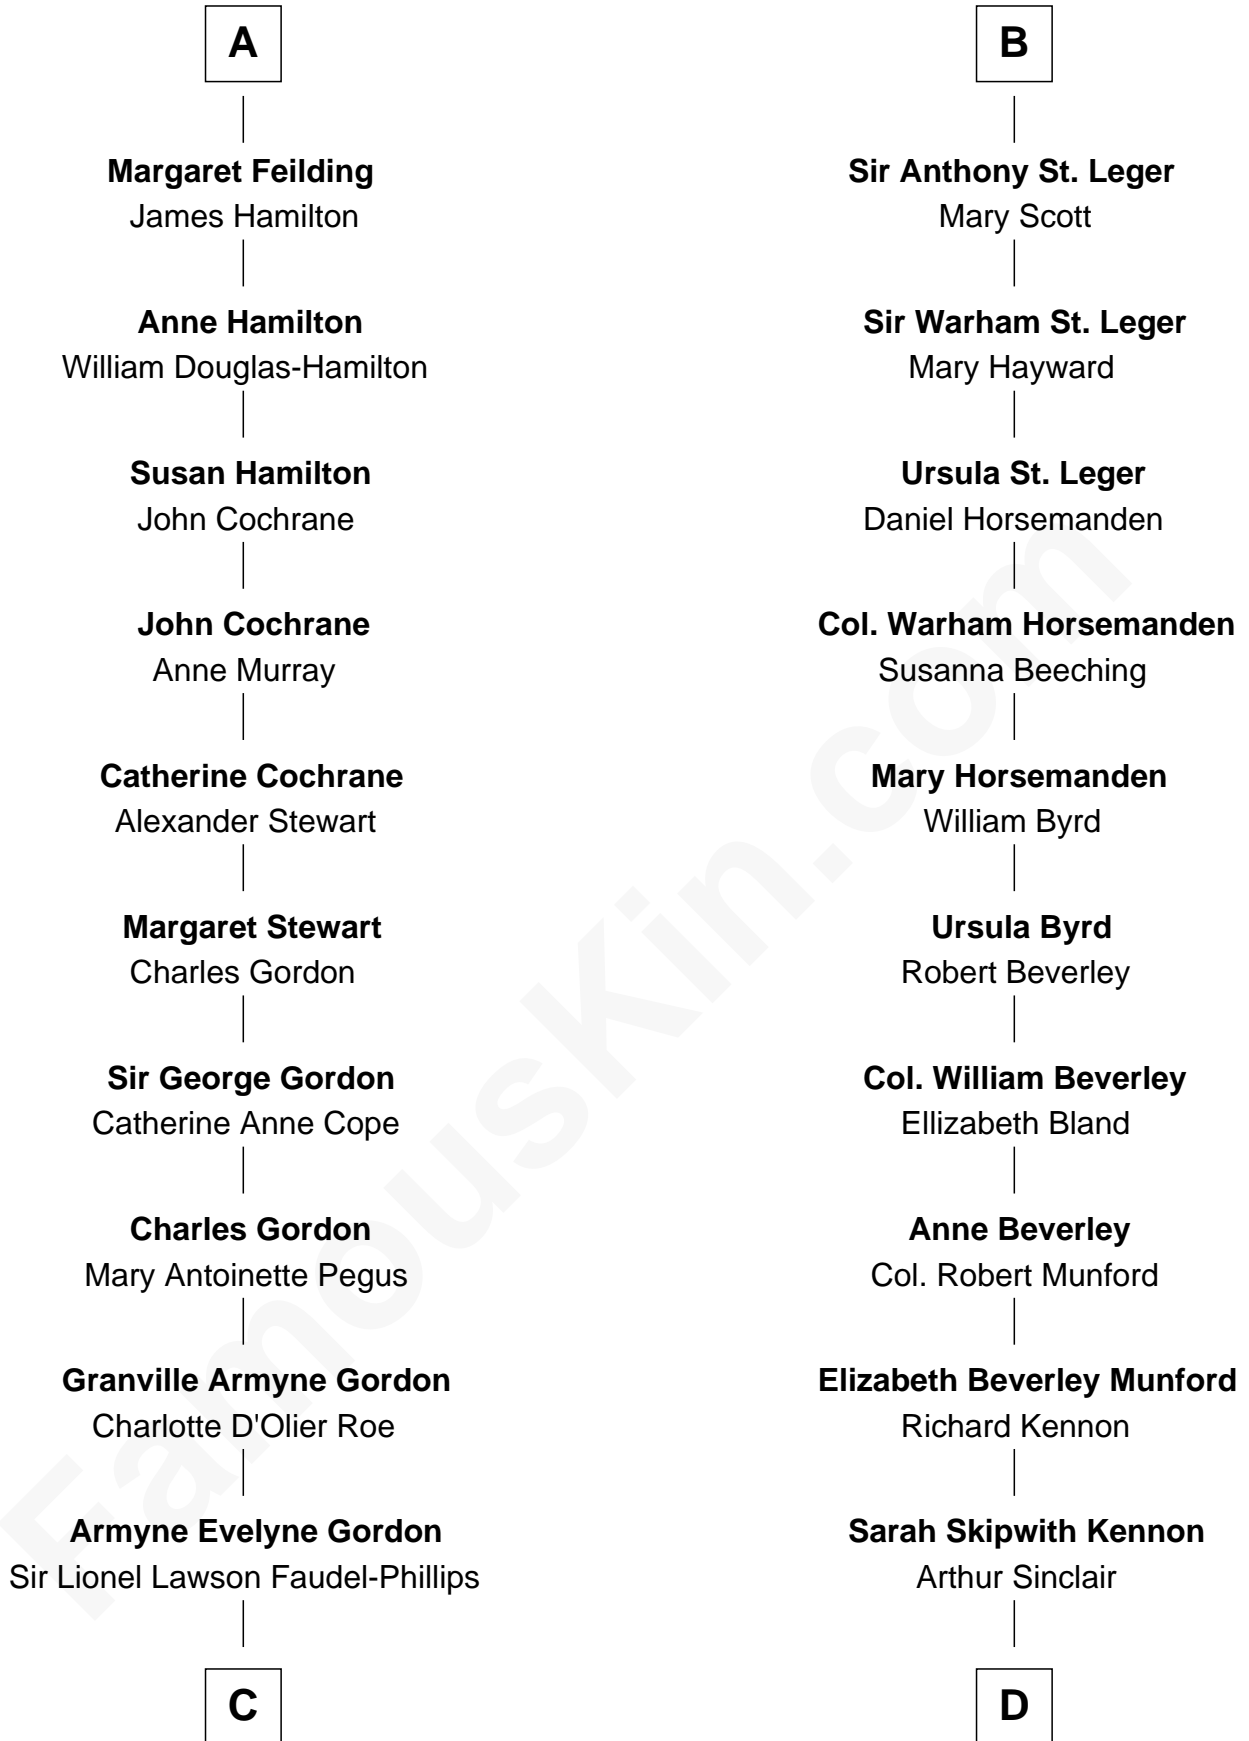 A
Margaret Feilding
James Hamilton
Anne Hamilton
William Douglas-Hamilton
Susan Hamilton
John Cochrane
John Cochrane
Anne Murray
Catherine Cochrane
Alexander Stewart
Margaret Stewart
Charles Gordon
Sir George Gordon
Catherine Anne Cope
Charles Gordon
Mary Antoinette Pegus
Granville Armyne Gordon
Charlotte D'Olier Roe
Armyne Evelyne Gordon
Sir Lionel Lawson Faudel-Phillips
C
B
Sir Anthony St. Leger
Mary Scott
Sir Warham St. Leger
Mary Hayward
Ursula St. Leger
Daniel Horsemanden
Col. Warham Horsemanden
Susanna Beeching
Mary Horsemanden
William Byrd
Ursula Byrd
Robert Beverley
Col. William Beverley
Ellizabeth Bland
Anne Beverley
Col. Robert Munford
Elizabeth Beverley Munford
Richard Kennon
Sarah Skipwith Kennon
Arthur Sinclair
D
FamousKin.com